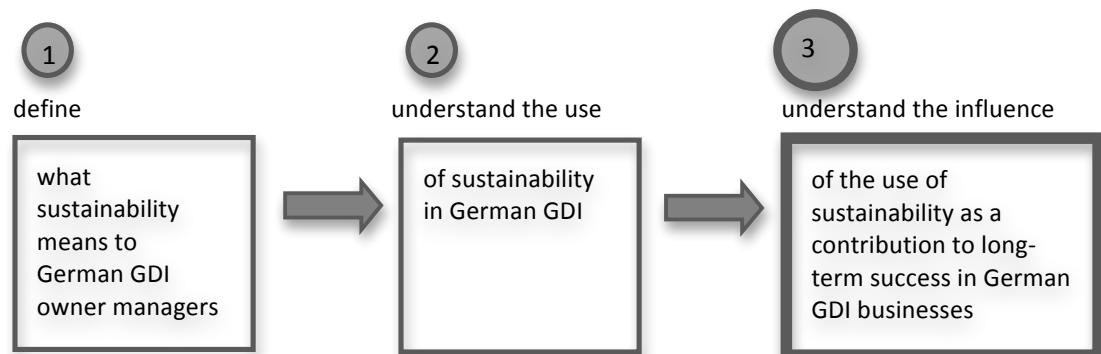 1
define
what
sustainability
means to
German GDI
owner managers
2
understand the use
of sustainability
in German GDI
3
understand the influence
of the use of
sustainability as a
contribution to long-
term success in German
GDI businesses